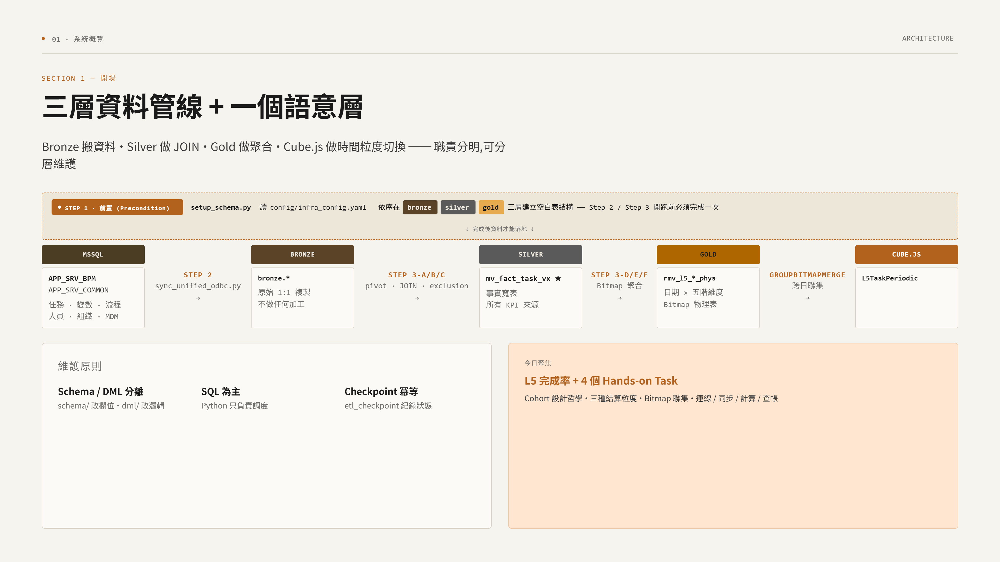 01 · 系統概覽
ARCHITECTURE
SECTION 1 — 開場
三層資料管線 + 一個語意層
Bronze 搬資料・Silver 做 JOIN・Gold 做聚合・Cube.js 做時間粒度切換 —— 職責分明,可分
層維護
STEP 1 · 前置 (Precondition) setup_schema.py 讀 config/infra_config.yaml 依序在 bronze silver gold 三層建立空白表結構 —— Step 2 / Step 3 開跑前必須完成一次
↓ 完成後資料才能落地 ↓
MSSQL
APP_SRV_BPM
APP_SRV_COMMON
任務 · 變數 · 流程
人員 · 組織 · MDM
STEP 2
sync_unified_odbc.py
→
BRONZE
bronze.*
原始 1:1 複製
不做任何加工
STEP 3-A/B/C
pivot · JOIN · exclusion
→
SILVER
mv_fact_task_vx ★
事實寬表
所有 KPI 來源
STEP 3-D/E/F
Bitmap 聚合
→
GOLD
rmv_l5_*_phys
日期 × 五階維度
Bitmap 物理表
GROUPBITMAPMERGE
跨日聯集
→
CUBE.JS
L5TaskPeriodic
維護原則
Schema / DML 分離
schema/ 改欄位・dml/ 改邏輯
SQL 為主
Python 只負責調度
Checkpoint 冪等
etl_checkpoint 紀錄狀態
今日聚焦
L5 完成率 + 4 個 Hands-on Task
Cohort 設計哲學・三種結算粒度・Bitmap 聯集・連線 / 同步 / 計算 / 查帳